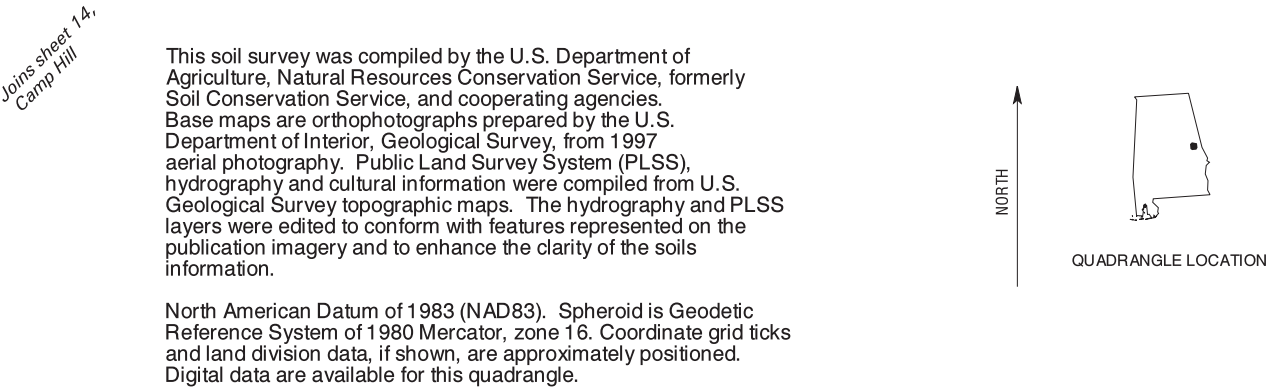 Joins sheet 14,
Camp Hill
This soil survey was compiled by the U.S. Department of
Agriculture, Natural Resources Conservation Service, formerly
Soil Conservation Service, and cooperating agencies.
Base maps are orthophotographs prepared by the U.S.
Department of Interior, Geological Survey, from 1997
aerial photography.  Public Land Survey System (PLSS),
hydrography and cultural information were compiled from U.S.
Geological Survey topographic maps.  The hydrography and PLSS
layers were edited to conform with features represented on the
publication imagery and to enhance the clarity of the soils
information.
North American Datum of 1983 (NAD83).  Spheroid is Geodetic
Reference System of 1980 Mercator, zone 16. Coordinate grid ticks
and land division data, if shown, are approximately positioned.
Digital data are available for this quadrangle.
NORTH
QUADRANGLE LOCATION